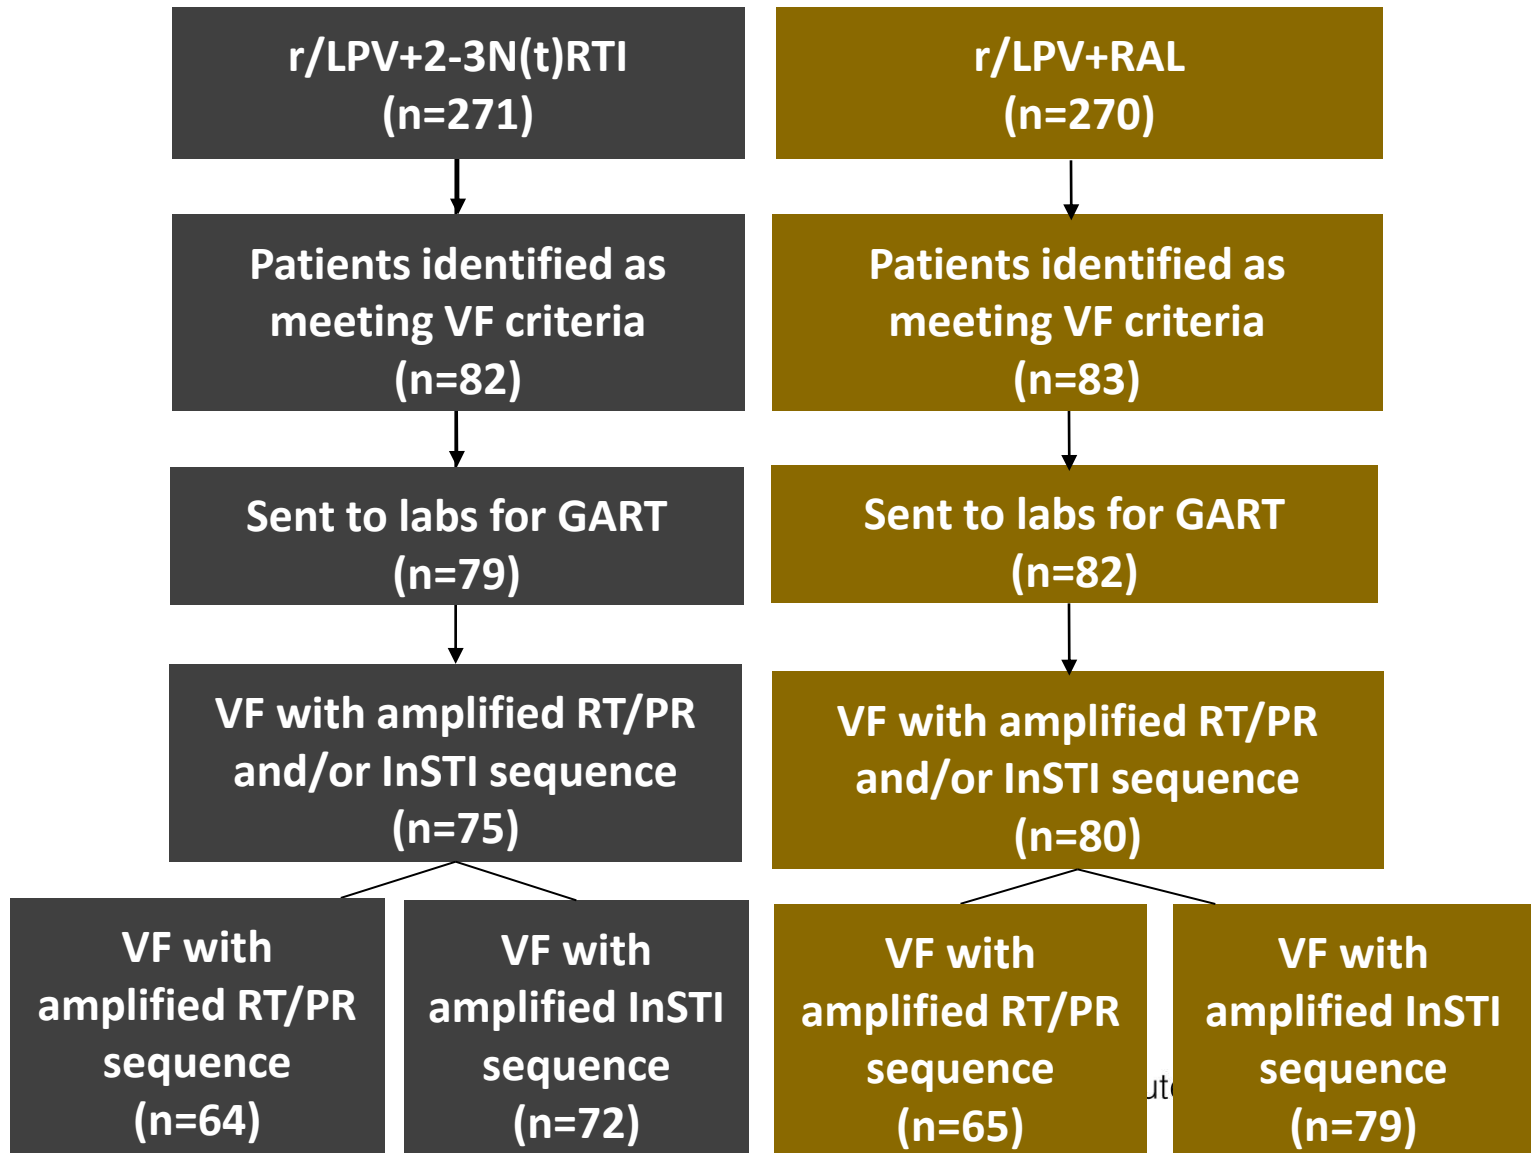 r/LPV+2-3N(t)RTI
(n=271)
Patients identified as
meeting VF criteria
(n=82)
Sent to labs for GART
(n=79)
VF with amplified RT/PR
and/or InSTI sequence
(n=75)
VF with
amplified RT/PR
sequence
(n=64)
VF with
amplified InSTI
sequence
(n=72)
r/LPV+RAL
(n=270)
Patients identified as
meeting VF criteria
(n=83)
Sent to labs for GART
(n=82)
VF with amplified RT/PR
and/or InSTI sequence
(n=80)
VF with
amplified RT/PR
sequence
(n=65)
VF with
amplified InSTI
sequence
(n=79)